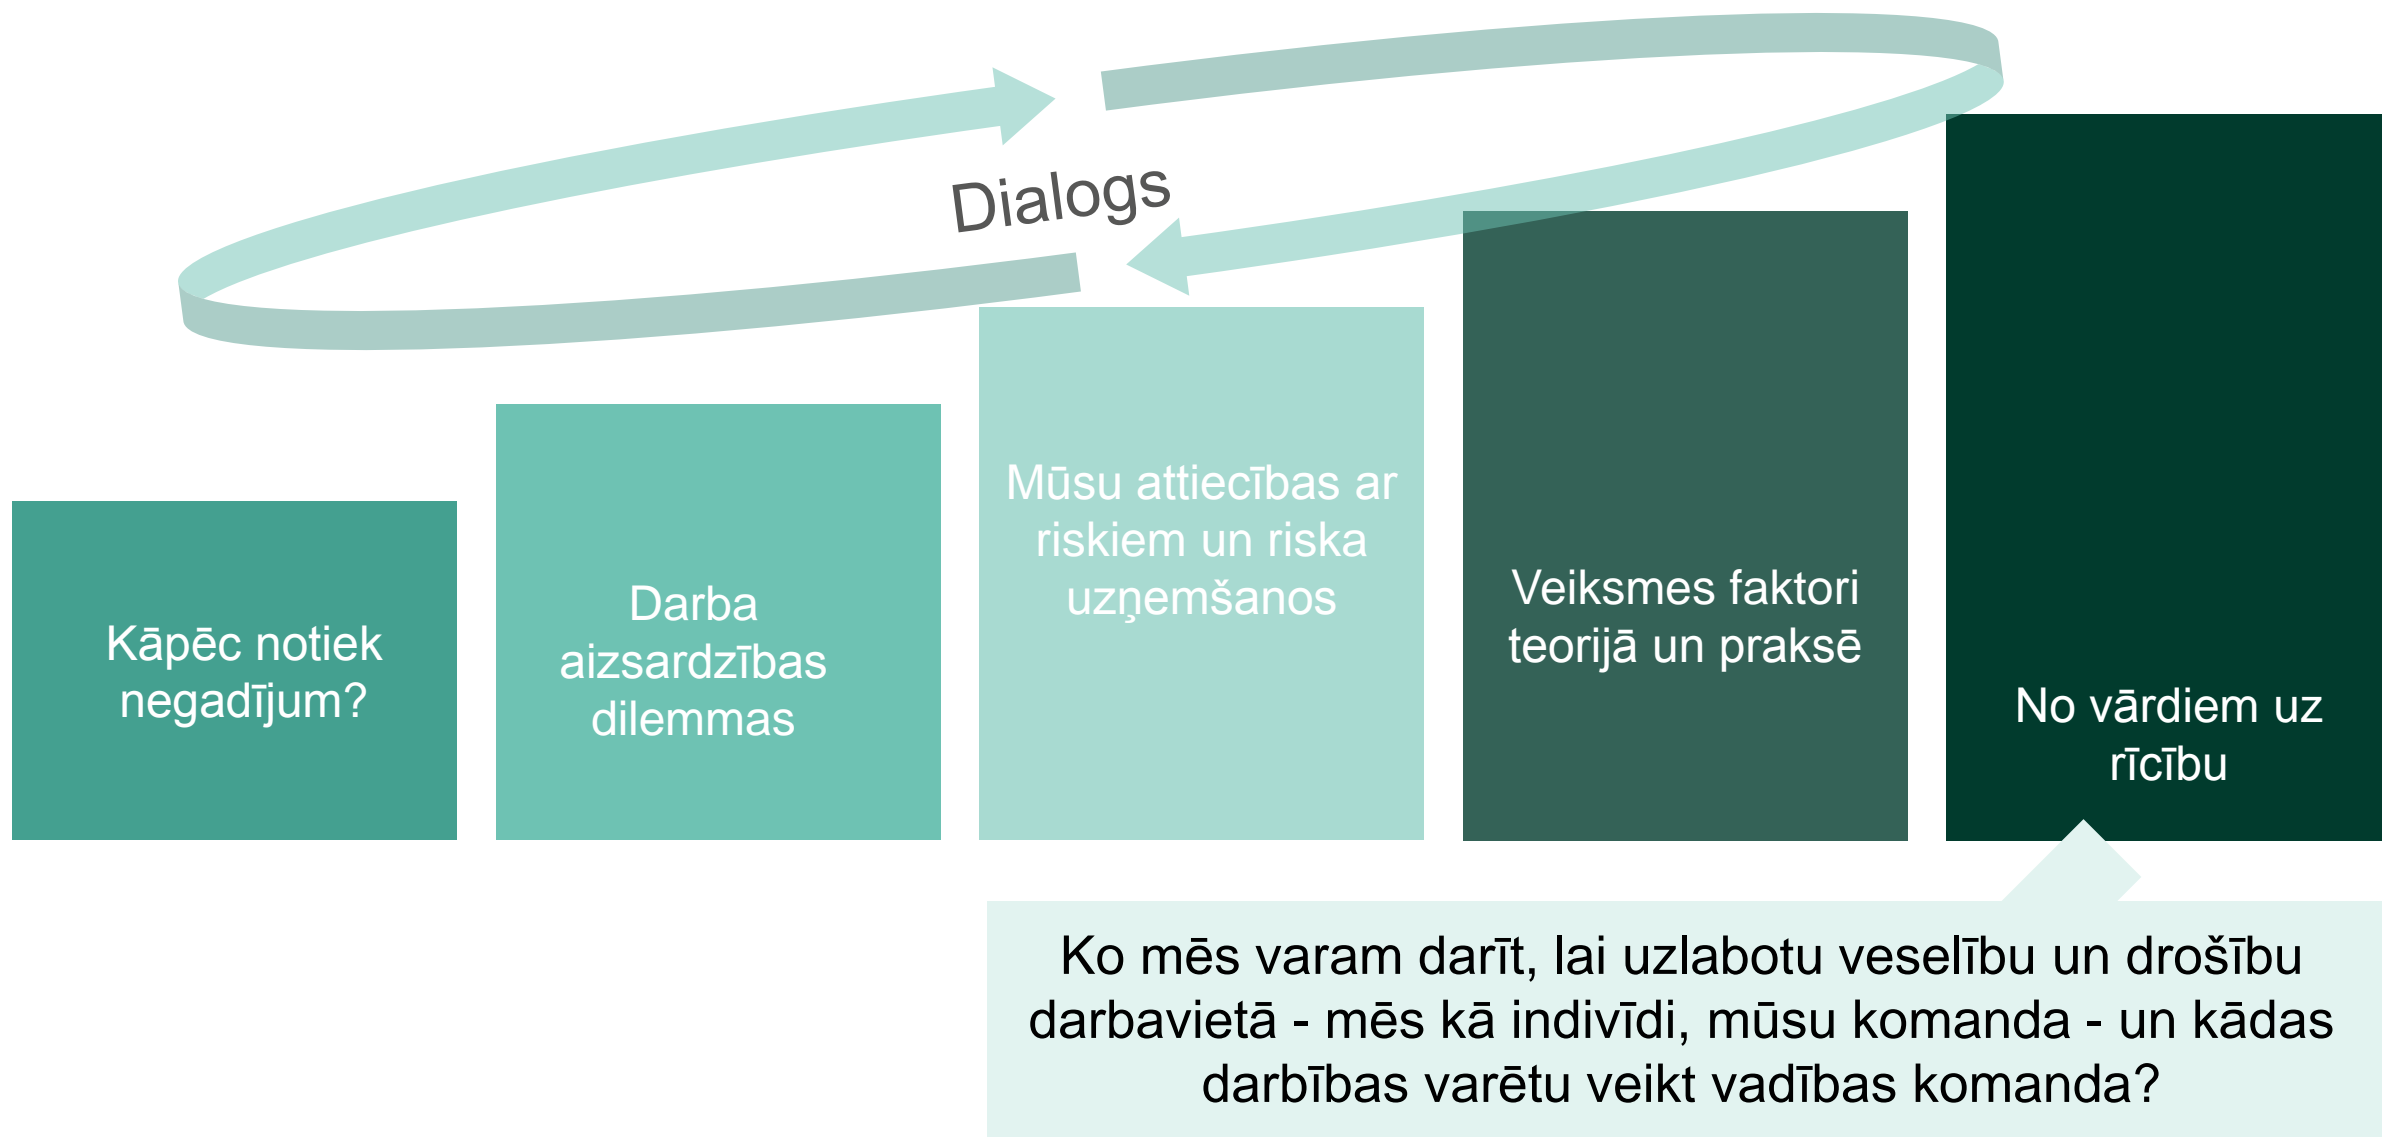 Dialogs
Kāpēc notiek
negadījum?
Darba
aizsardzības
dilemmas
Mūsu attiecības ar
riskiem un riska
uzņemšanos
Veiksmes faktori
teorijā un praksē
No vārdiem uz
rīcību
Ko mēs varam darīt, lai uzlabotu veselību un drošību
darbavietā - mēs kā indivīdi, mūsu komanda - un kādas
darbības varētu veikt vadības komanda?